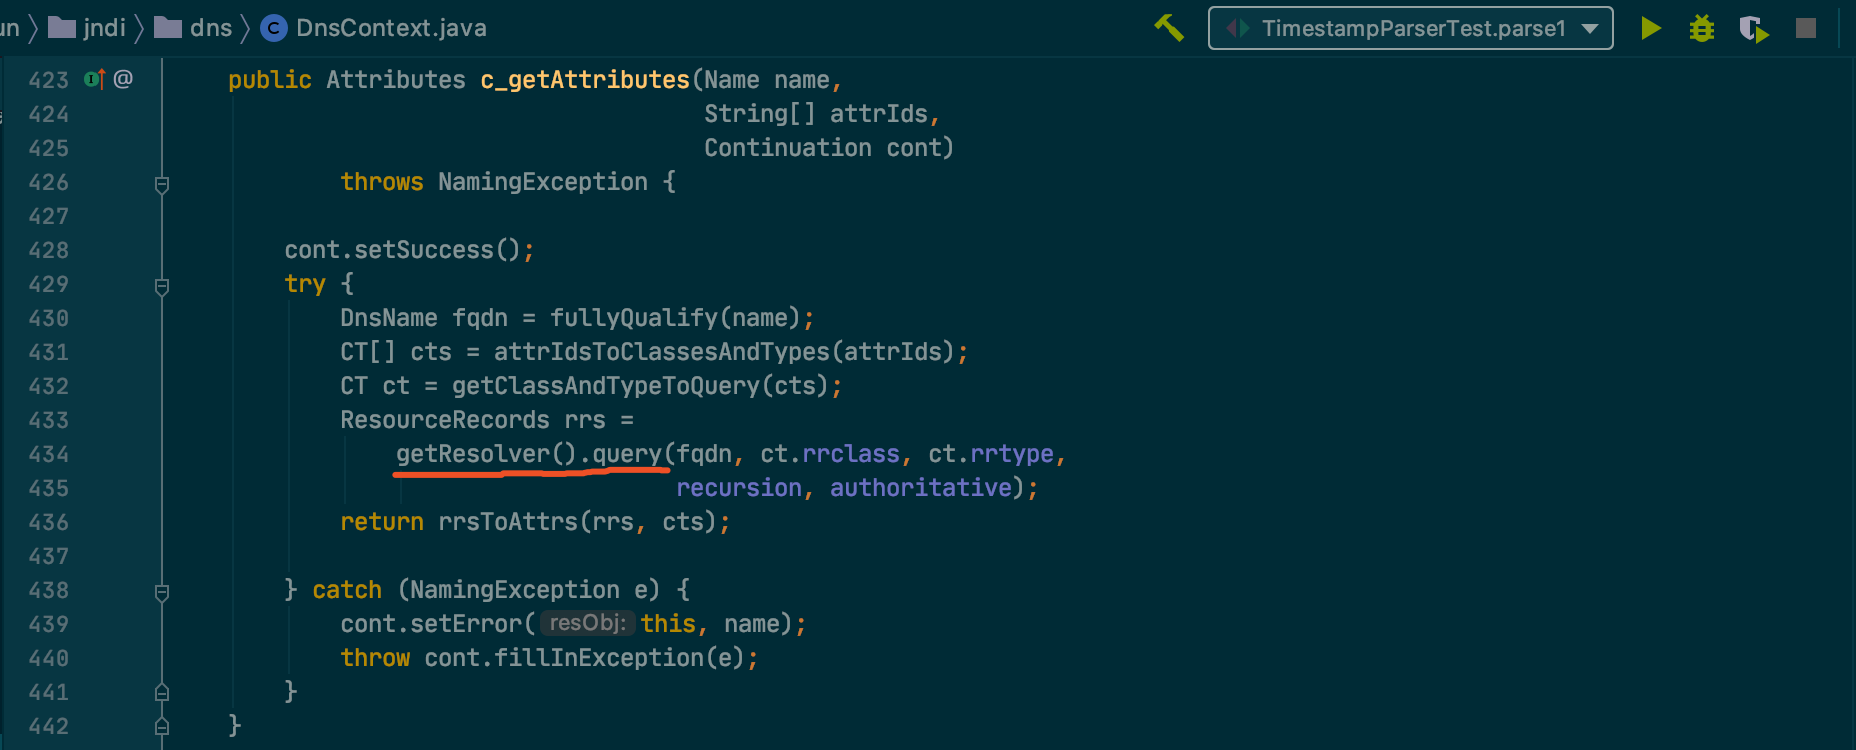 un 〉 jndi 〉 dns 〉 C DnsContext.java TimestampParserTest.parse1
423 I @ public Attributes c_getAttributes(Name name,
424 String[] attrIds,
425 Continuation cont)
426 throws NamingException {
427
428 cont.setSuccess();
429 try {
430 DnsName fqdn = fullyQualify(name);
431 CT[] cts = attrIdsToClassesAndTypes(attrIds);
432 CT ct = getClassAndTypeToQuery(cts);
433 ResourceRecords rrs =
434 getResolver().query(fqdn, ct.rrclass, ct.rrtype,
435 recursion, authoritative);
436 return rrsToAttrs(rrs, cts);
437
438 } catch (NamingException e) {
439 cont.setError( resObj: this, name);
440 throw cont.fillInException(e);
441 }
442 }